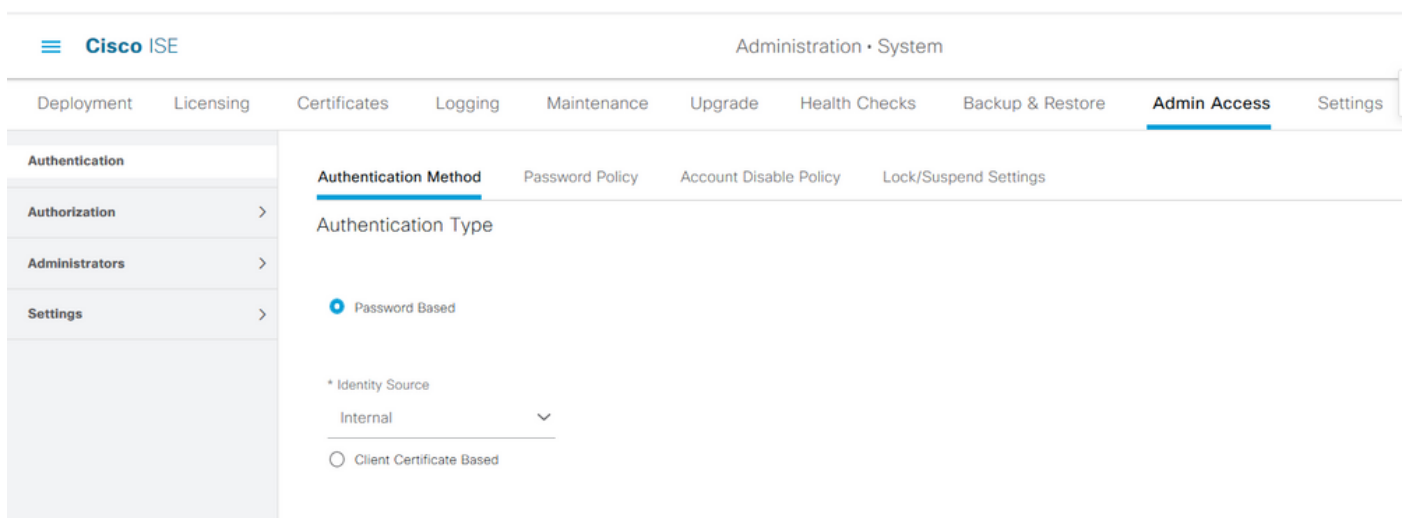 Cisco ISE
Administration • System
Deployment Licensing Certificates Logging Maintenance Upgrade Health Checks Backup & Restore Admin Access Settings
Authentication
Authorization
Administrators
Settings
Authentication Method Password Policy Account Disable Policy Lock/Suspend Settings
Authentication Type
Password Based
* Identity Source
Internal
Client Certificate Based